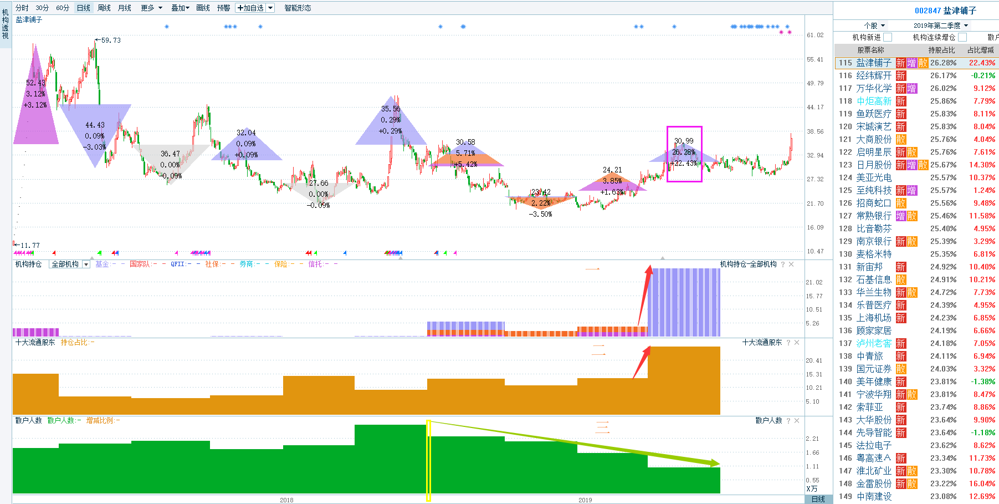 机构透视
分时 30分 60分 日线 周线 月线 更多 叠加 画线 预警 +加自选 智能形态
盐津铺子
←59.73
52.43
3.12%
+3.12%
44.43
0.09%
-3.03%
36.47
0.00%
-0.09%
32.04
0.09%
+0.09%
27.66
0.00%
-0.09%
35.56
0.29%
+0.29%
30.58
5.71%
+5.42%
23.42
2.22%
-3.50%
24.21
3.85%
+1.63%
30.99
26.28%
+22.43%
←11.77
61.02
55.41
49.79
44.17
38.56
32.94
27.32
21.70
16.09
10.47
机构持仓 全部机构 基金:- - 国家队:- - QFII:- - 社保:- - 券商:- - 保险:- - 信托:- -
机构持仓-全部机构 ? ×
一
21.02
15.77
10.51
5.26
十大流通股东 持仓占比:-
十大流通股东 ? ×
二
20.41
15.31
10.21
5.10
散户人数 散户人数:- 增减比例:-
散户人数 ? ×
三
2.21
1.66
1.11
0.55
X万
2018 2019
日线
002847 盐津铺子
个股 2019年第二季度
机构新进 机构连续增仓 散户
股票名称 持股占比 占比增减
115 盐津铺子 新 增 散 26.28% 22.43%
116 经纬辉开 新 26.17% -0.21%
117 万华化学 新 增 26.02% 9.12%
118 中炬高新 新 25.86% 7.79%
119 鱼跃医疗 新 25.83% 8.11%
120 宋城演艺 新 25.83% 8.04%
121 大商股份 散 25.76% 4.04%
122 启明星辰 新 散 25.76% 7.61%
123 日月股份 新 增 散 25.67% 14.30%
124 美亚光电 25.57% 10.37%
125 至纯科技 新 增 25.57% 1.24%
126 招商蛇口 散 25.56% 9.48%
127 常熟银行 增 散 25.46% 11.58%
128 比音勒芬 25.40% 4.95%
129 南京银行 新 散 25.39% 3.29%
130 麦格米特 25.35% 6.81%
131 新宙邦 新 24.92% 10.40%
132 石基信息 散 24.91% 10.21%
133 华兰生物 新 散 24.72% 7.73%
134 乐普医疗 新 24.39% 4.95%
135 上海机场 新 24.23% 6.85%
136 顾家家居 24.19% 6.66%
137 泸州老窖 新 24.18% 7.05%
138 中青旅 新 24.11% 6.94%
139 国元证券 散 24.03% 3.32%
140 美年健康 新 23.81% -1.38%
141 宁波华翔 新 散 23.81% 8.47%
142 索菲亚 新 23.74% 8.86%
143 大华股份 新 23.64% 9.90%
144 先导智能 新 23.64% -1.18%
145 法拉电子 23.62% 8.62%
146 粤高速A 新 23.34% 11.73%
147 淮北矿业 新 散 23.30% 10.78%
148 金雷股份 新 散 23.22% 16.04%
149 中南建设 23.08% 12.69%